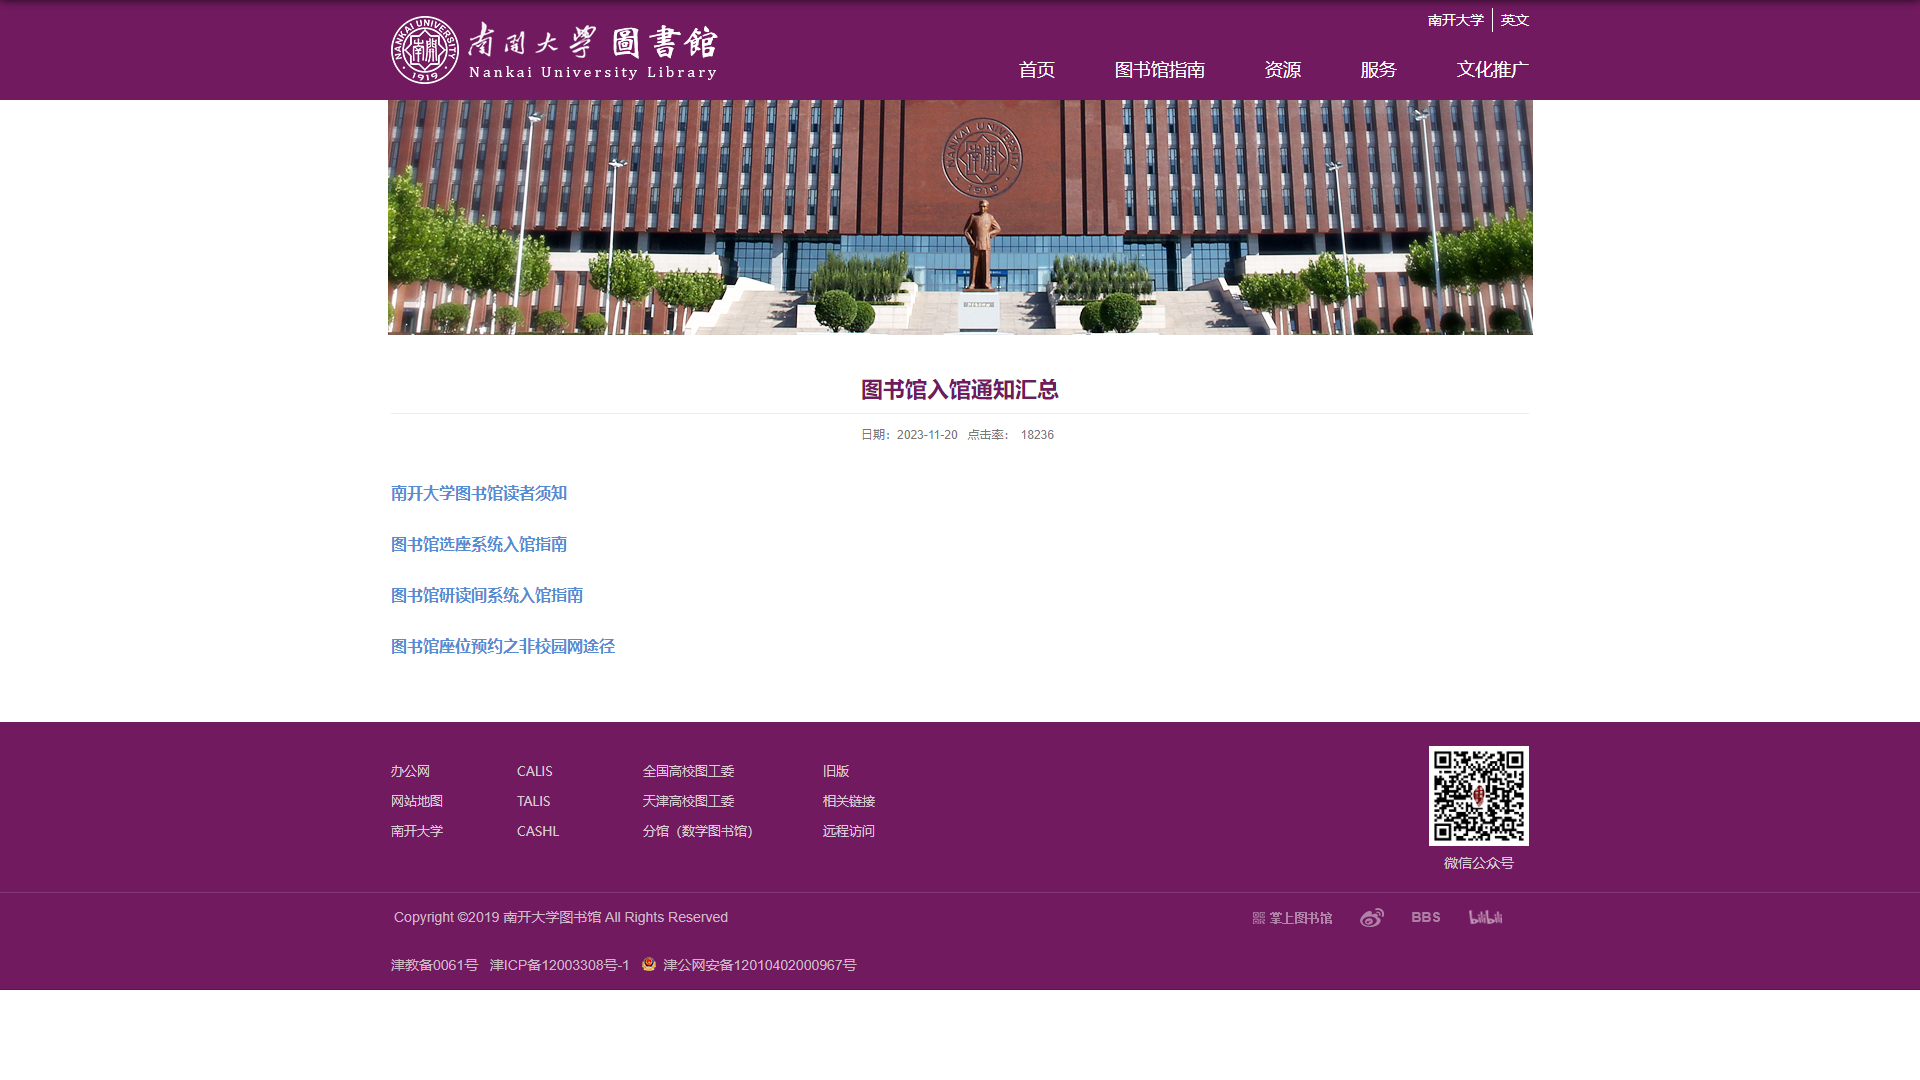 南开大学 英文
NANKAI UNIVERSITY
1919
南開大學 圖書館
Nankai University Library
首页 图书馆指南 资源 服务 文化推广
NANKAI UNIVERSITY
南開
1919
图书馆入馆通知汇总
日期：2023-11-20 点击率： 18236
南开大学图书馆读者须知
图书馆选座系统入馆指南
图书馆研读间系统入馆指南
图书馆座位预约之非校园网途径
办公网 CALIS 全国高校图工委 旧版
网站地图 TALIS 天津高校图工委 相关链接
南开大学 CASHL 分馆（数学图书馆） 远程访问
微信公众号
Copyright ©2019 南开大学图书馆 All Rights Reserved
掌上图书馆 BBS bilibili
津教备0061号 津ICP备12003308号-1 津公网安备12010402000967号